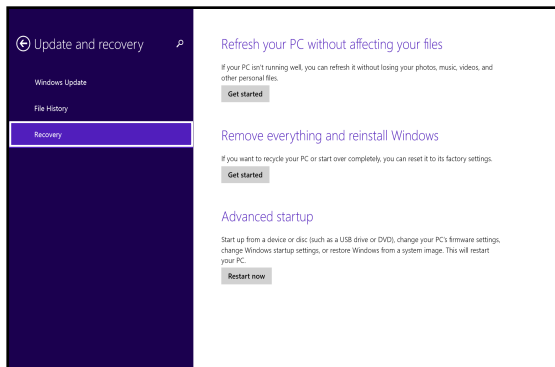 Update and recovery
Windows Update
File History
Recovery
Refresh your PC without affecting your files
If your PC isn't running well, you can refresh it without losing your photos, music, videos, and
other personal files.
Get started
Remove everything and reinstall Windows
If you want to recycle your PC or start over completely, you can reset it to its factory settings.
Get started
Advanced startup
Start up from a device or disc (such as a USB drive or DVD), change your PC's firmware settings,
change Windows startup settings, or restore Windows from a system image. This will restart
your PC.
Restart now